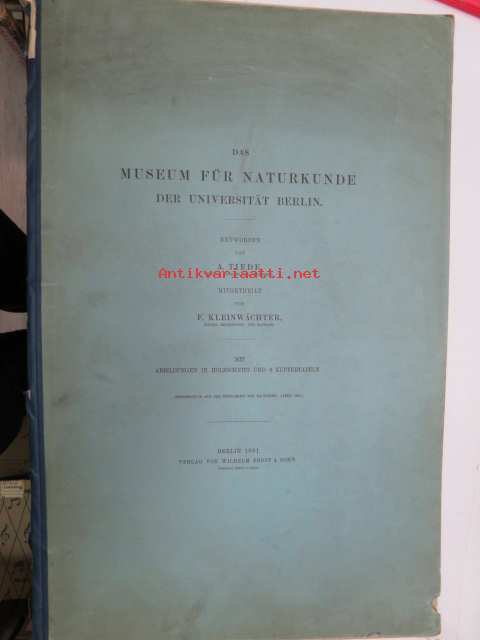 DAS
MUSEUM FÜR NATURKUNDE
DER UNIVERSITÄT BERLIN.
ENTWORFEN
VON
A. TIEDE,
Antikvariaatti.net
MITGETHEILT
VON
F. KLEINWÄCHTER,
MIT
ABBILDUNGEN IN HOLZSCHNITT UND 8 KUPFERTAFELN
BERLIN 1891
VERLAG VON WILHELM ERNST & SOHN